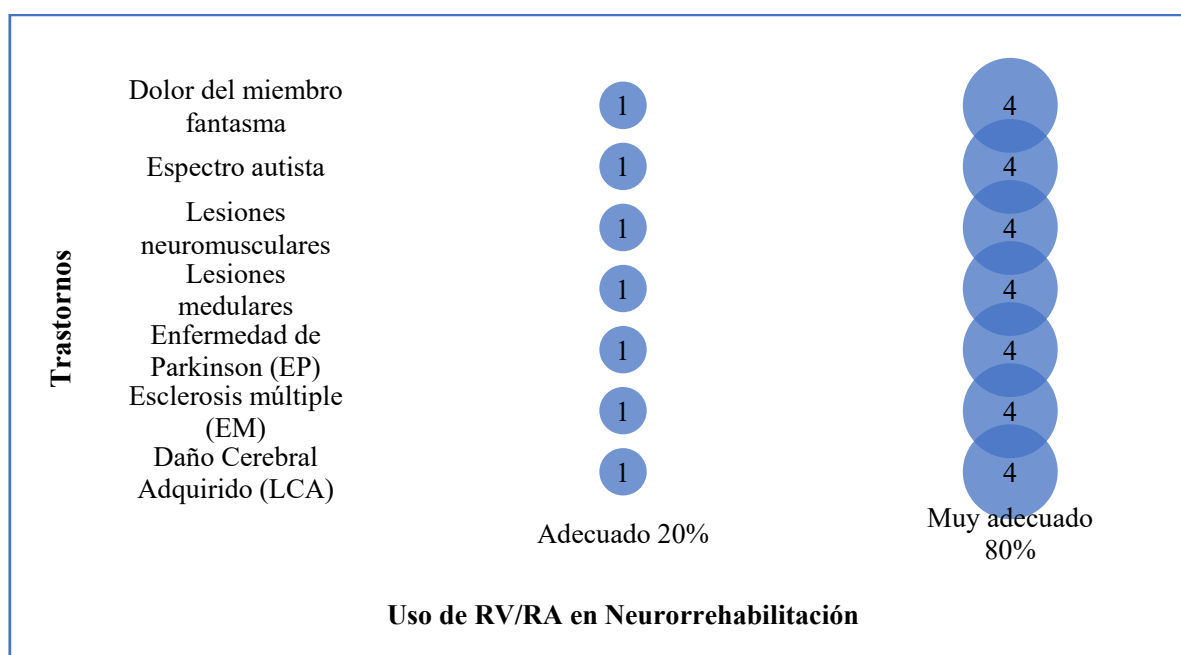 Trastornos
Dolor del miembro
fantasma
1
4
Espectro autista
1
4
Lesiones
neuromusculares
1
4
Lesiones
medulares
1
4
Enfermedad de
Parkinson (EP)
1
4
Esclerosis múltiple
(EM)
1
4
Daño Cerebral
Adquirido (LCA)
1
4
Adecuado 20%
Muy adecuado
80%
Uso de RV/RA en Neurorrehabilitación